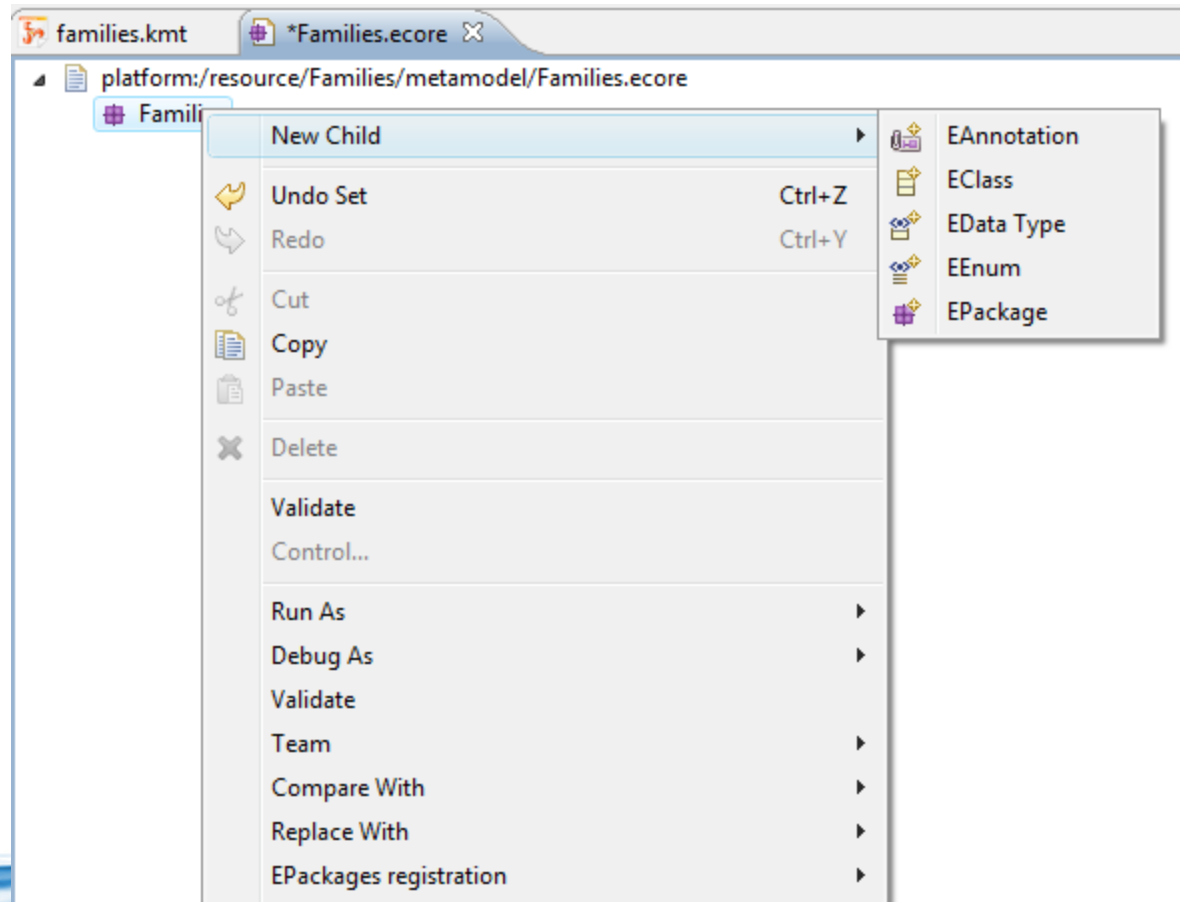 families.kmt *Families.ecore
platform:/resource/Families/metamodel/Families.ecore
Famili
New Child
EAnnotation
EClass
EData Type
EEnum
EPackage
Undo Set Ctrl+Z
Redo Ctrl+Y
Cut
Copy
Paste
Delete
Validate
Control...
Run As
Debug As
Validate
Team
Compare With
Replace With
EPackages registration